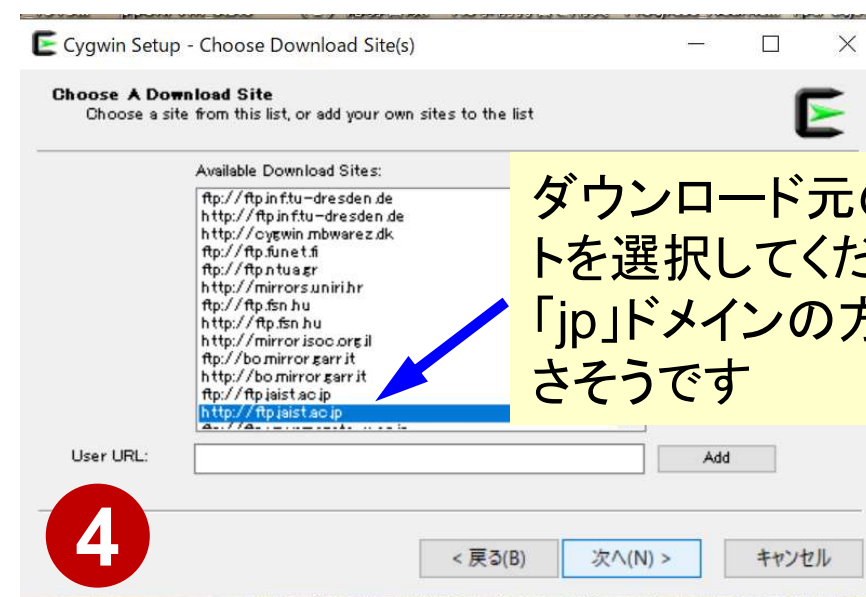 Cygwin Setup - Choose Download Site(s)
Choose A Download Site
Choose a site from this list, or add your own sites to the list
Available Download Sites:
ftp://ftp.inf.tu-dresden.de
http://ftp.inf.tu-dresden.de
http://cygwin.mbwarez.dk
ftp://ftp.funet.fi
ftp://ftp.ntua.gr
http://mirrors.uniri.hr
ftp://ftp.fsn.hu
http://ftp.fsn.hu
http://mirror.isoc.org.il
ftp://bo.mirror.garr.it
http://bo.mirror.garr.it
ftp://ftp.jaist.ac.jp
http://ftp.jaist.ac.jp
ダウンロード元の
トを選択してくだ
「jp」ドメインの方
さそうです
User URL:
Add
4
< 戻る(B)
次へ(N) >
キャンセル